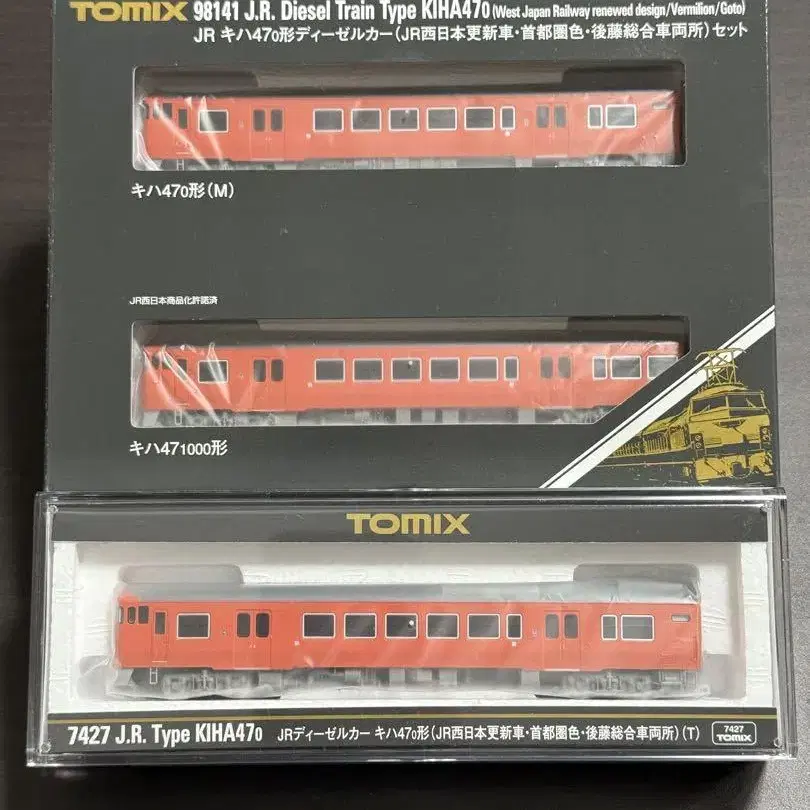 TOMIX 98141 J.R. Diesel Train Type KIHA470 (West Japan Railway renewed design/Vermilion/Goto)
JR キハ470形ディーゼルカー(JR西日本更新車・首都圏色・後藤総合車両所)セット
キハ470形(M)
JR西日本商品化許諾済
キハ471000形
TOMIX
7427 J.R. Type KIHA470 JRディーゼルカー キハ470形(JR西日本更新車・首都圏色・後藤総合車両所)(T)
7427
TOMIX